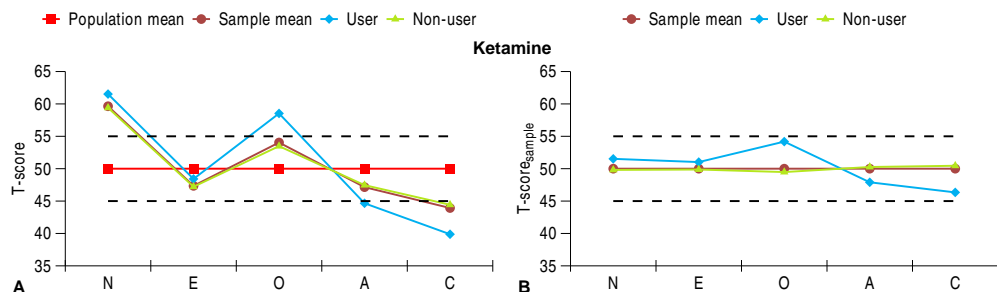 Population mean Sample mean User Non-user
Sample mean User Non-user
Ketamine
T-score
65
60
55
50
45
40
35
N E O A C
A
T-scoresample
65
60
55
50
45
40
35
N E O A C
B